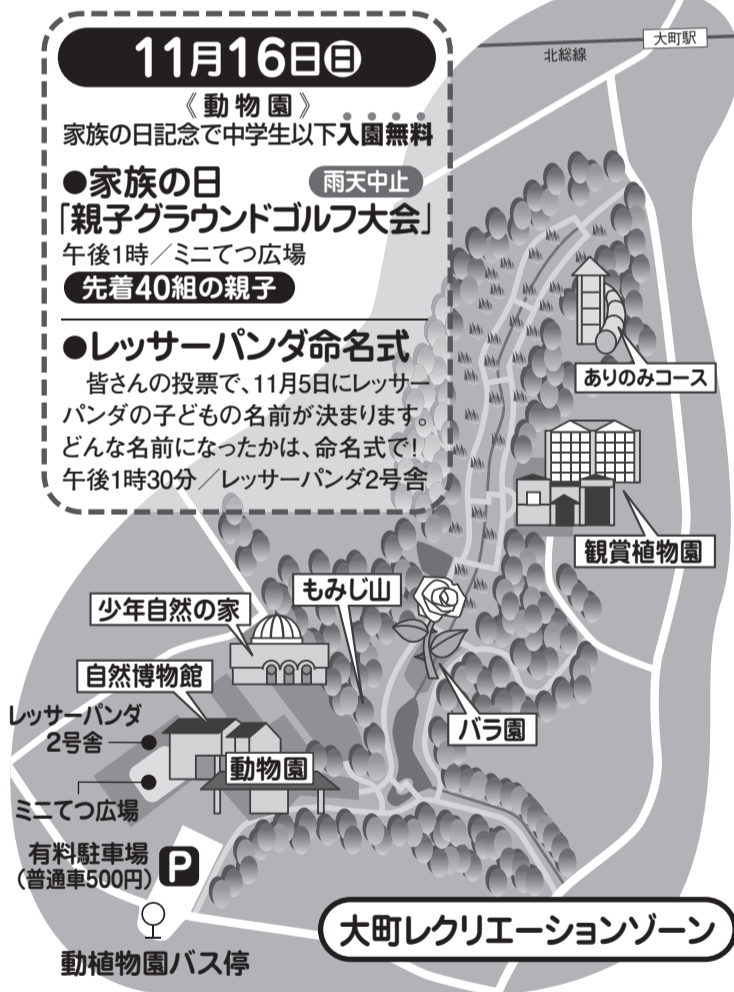 11月16日㊐
《動物園》
家族の日記念で中学生以下入園無料
●家族の日 雨天中止
「親子グラウンドゴルフ大会」
午後1時／ミニてつ広場
先着40組の親子
●レッサーパンダ命名式
皆さんの投票で、11月5日にレッサー
パンダの子どもの名前が決まります。
どんな名前になったかは、命名式で!
午後1時30分／レッサーパンダ2号舎
大町駅
北総線
ありのみコース
観賞植物園
もみじ山
少年自然の家
自然博物館
バラ園
レッサーパンダ
2号舎
動物園
ミニてつ広場
有料駐車場
(普通車500円)
P
動植物園バス停
大町レクリエーションゾーン